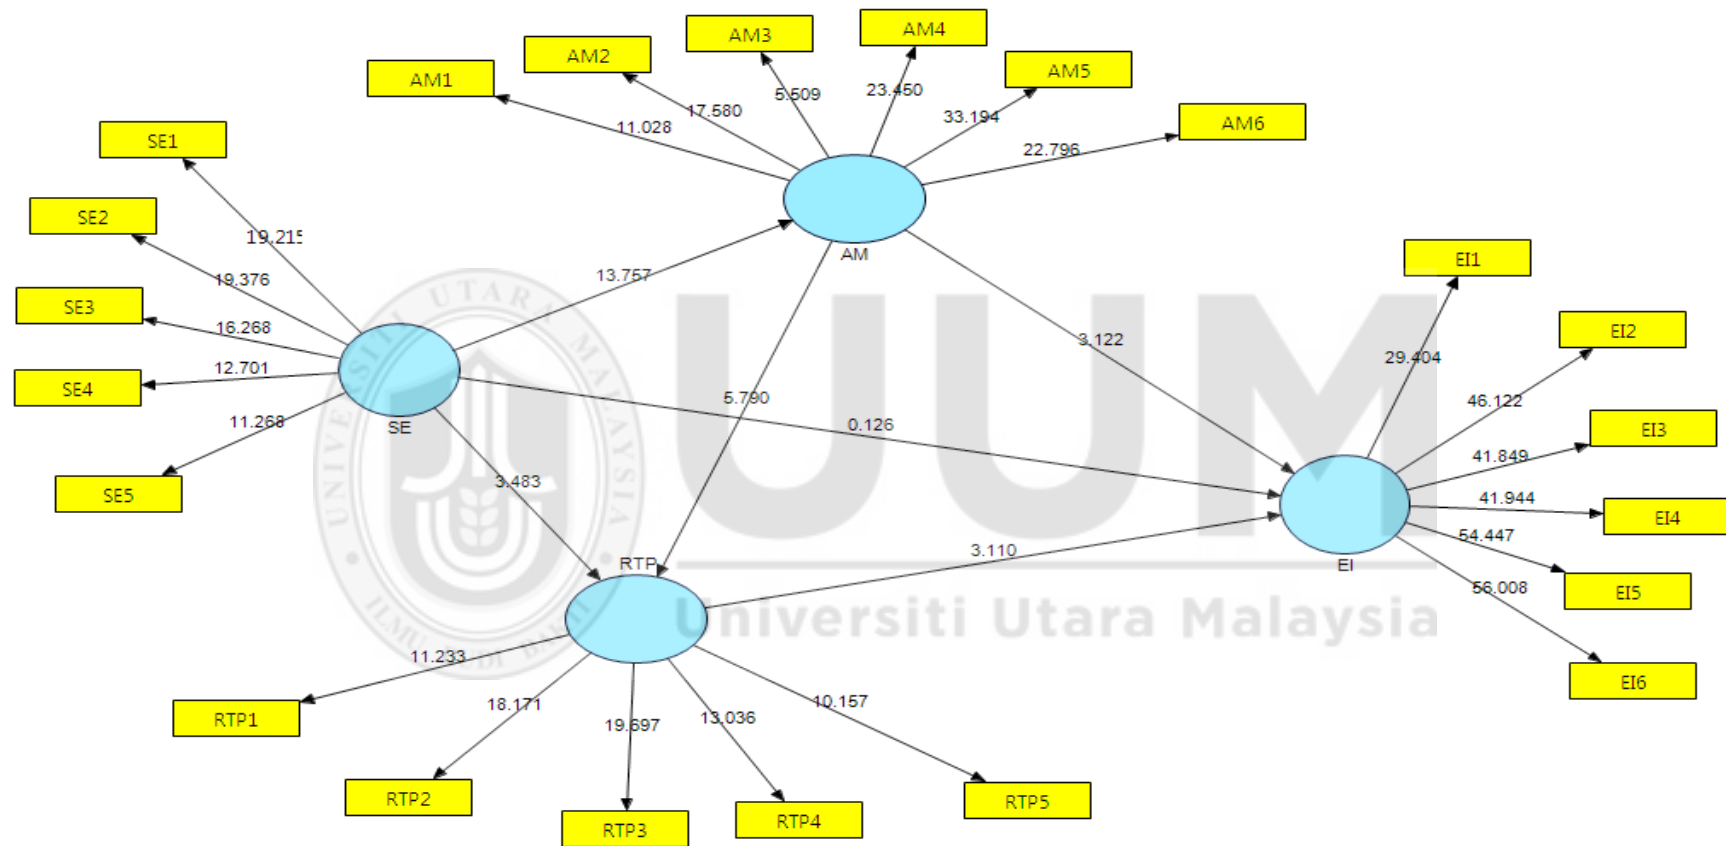 AM1
AM2
AM3
AM4
AM5
AM6
11.028
17.580
5.509
23.450
33.194
22.796
AM
SE1
SE2
SE3
SE4
SE5
19.215
19.376
16.268
12.701
11.268
SE
13.757
3.122
5.790
0.126
3.483
3.110
EI1
EI2
EI3
EI4
EI5
EI6
29.404
46.122
41.849
41.944
54.447
56.008
EI
RTP
11.233
18.171
19.697
13.036
10.157
RTP1
RTP2
RTP3
RTP4
RTP5
UNIVERSITI UTARA MALAYSIA
UUM
Universiti Utara Malaysia